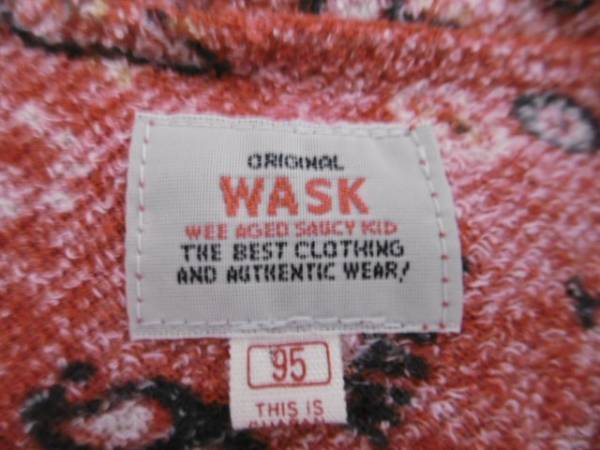 ORIGINAL
WASK
WEE AGED SAUCY KID
THE BEST CLOTHING
AND AUTHENTIC WEAR!
95
THIS IS